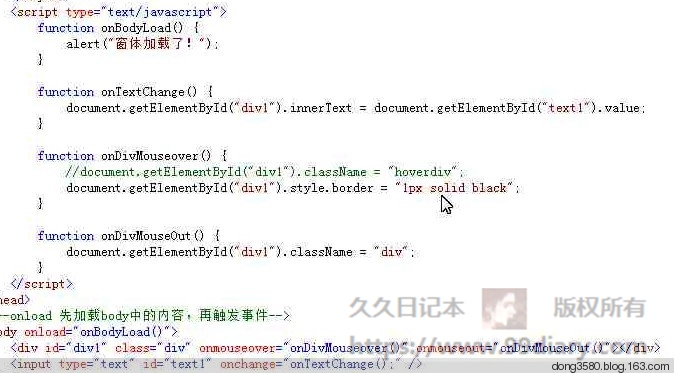 <script type="text/javascript">
function onBodyLoad() {
alert("窗体加载了！");
}
function onTextChange() {
document.getElementById("div1").innerText = document.getElementById("text1").value;
}
function onDivMouseover() {
//document.getElementById("div1").className = "hoverdiv";
document.getElementById("div1").style.border = "1px solid black";
}
function onDivMouseOut() {
document.getElementById("div1").className = "div";
}
</script>
head>
--onload 先加载body中的内容，再触发事件-->
ody onload="onBodyLoad()">
<div id="div1" class="div" onmouseover="onDivMouseover()" onmouseout="onDivMouseOut()"></div>
<input type="text" id="text1" onchange="onTextChange();" />
久久日记本 版权所有
https://www.99diary.com
dong3580.blog.163.com